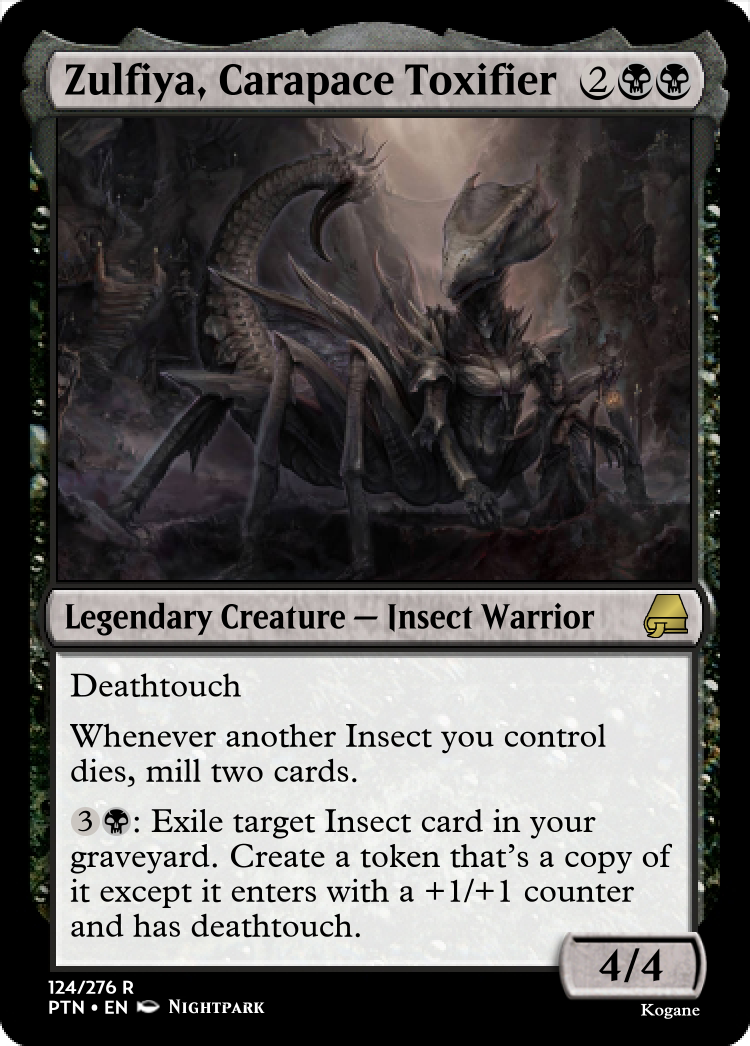 Zulfiya, Carapace Toxifier 2
Legendary Creature — Insect Warrior
Deathtouch
Whenever another Insect you control
dies, mill two cards.
3 : Exile target Insect card in your
graveyard. Create a token that's a copy of
it except it enters with a +1/+1 counter
and has deathtouch.
4/4
124/276 R
PTN • EN Nightpark
Kogane